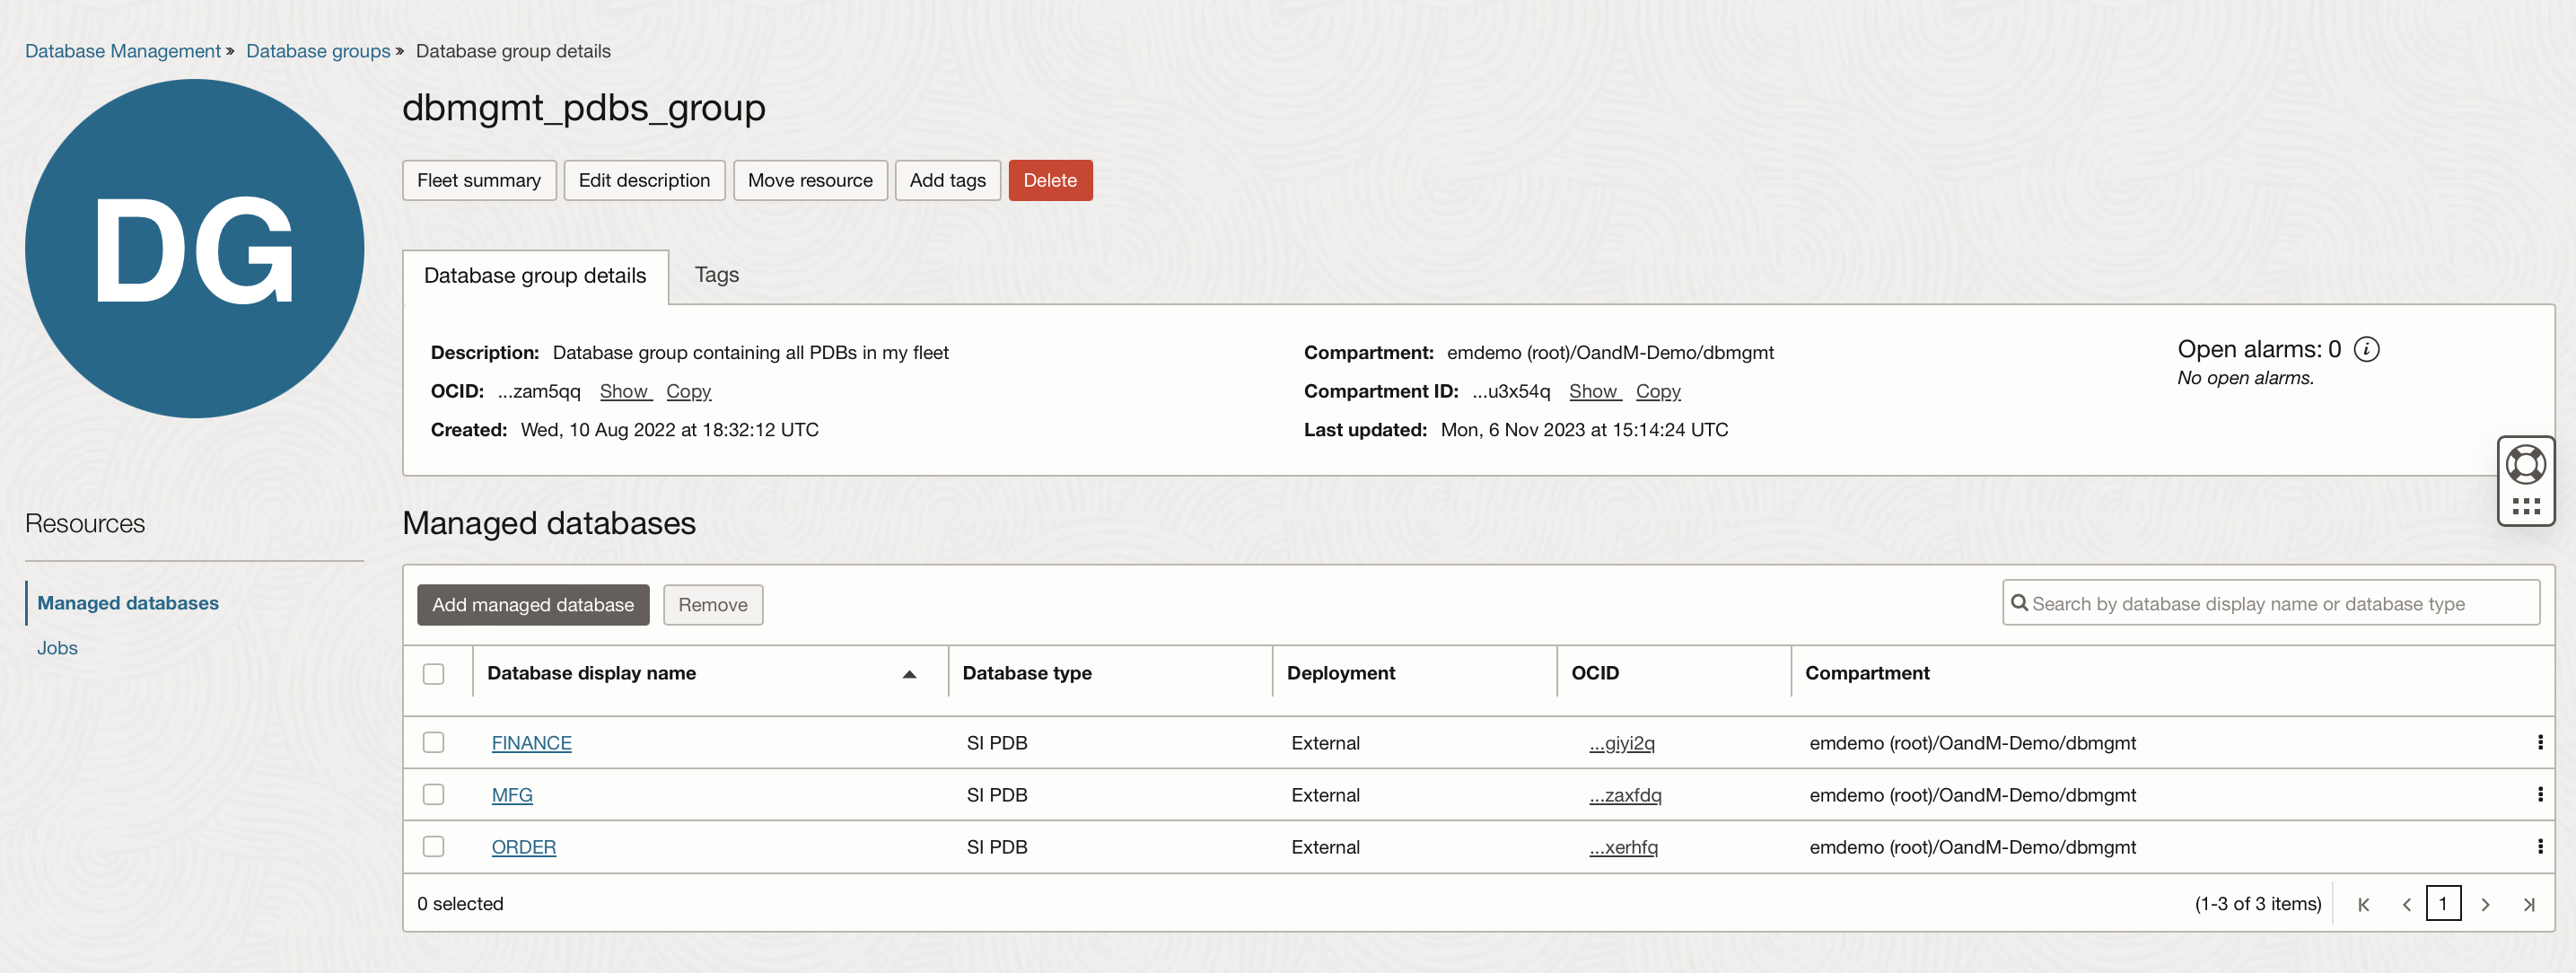 Database Management » Database groups » Database group details
DG
dbmgmt_pdbs_group
Fleet summary Edit description Move resource Add tags Delete
Database group details Tags
Description: Database group containing all PDBs in my fleet
OCID: ...zam5qq Show Copy
Created: Wed, 10 Aug 2022 at 18:32:12 UTC
Compartment: emdemo (root)/OandM-Demo/dbmgmt
Compartment ID: ...u3x54q Show Copy
Last updated: Mon, 6 Nov 2023 at 15:14:24 UTC
Open alarms: 0 i
No open alarms.
Resources
Managed databases
Jobs
Managed databases
Add managed database Remove Search by database display name or database type
Database display name Database type Deployment OCID Compartment
FINANCE SI PDB External ...giyi2q emdemo (root)/OandM-Demo/dbmgmt
MFG SI PDB External ...zaxfdq emdemo (root)/OandM-Demo/dbmgmt
ORDER SI PDB External ...xerhfq emdemo (root)/OandM-Demo/dbmgmt
0 selected (1-3 of 3 items) 1